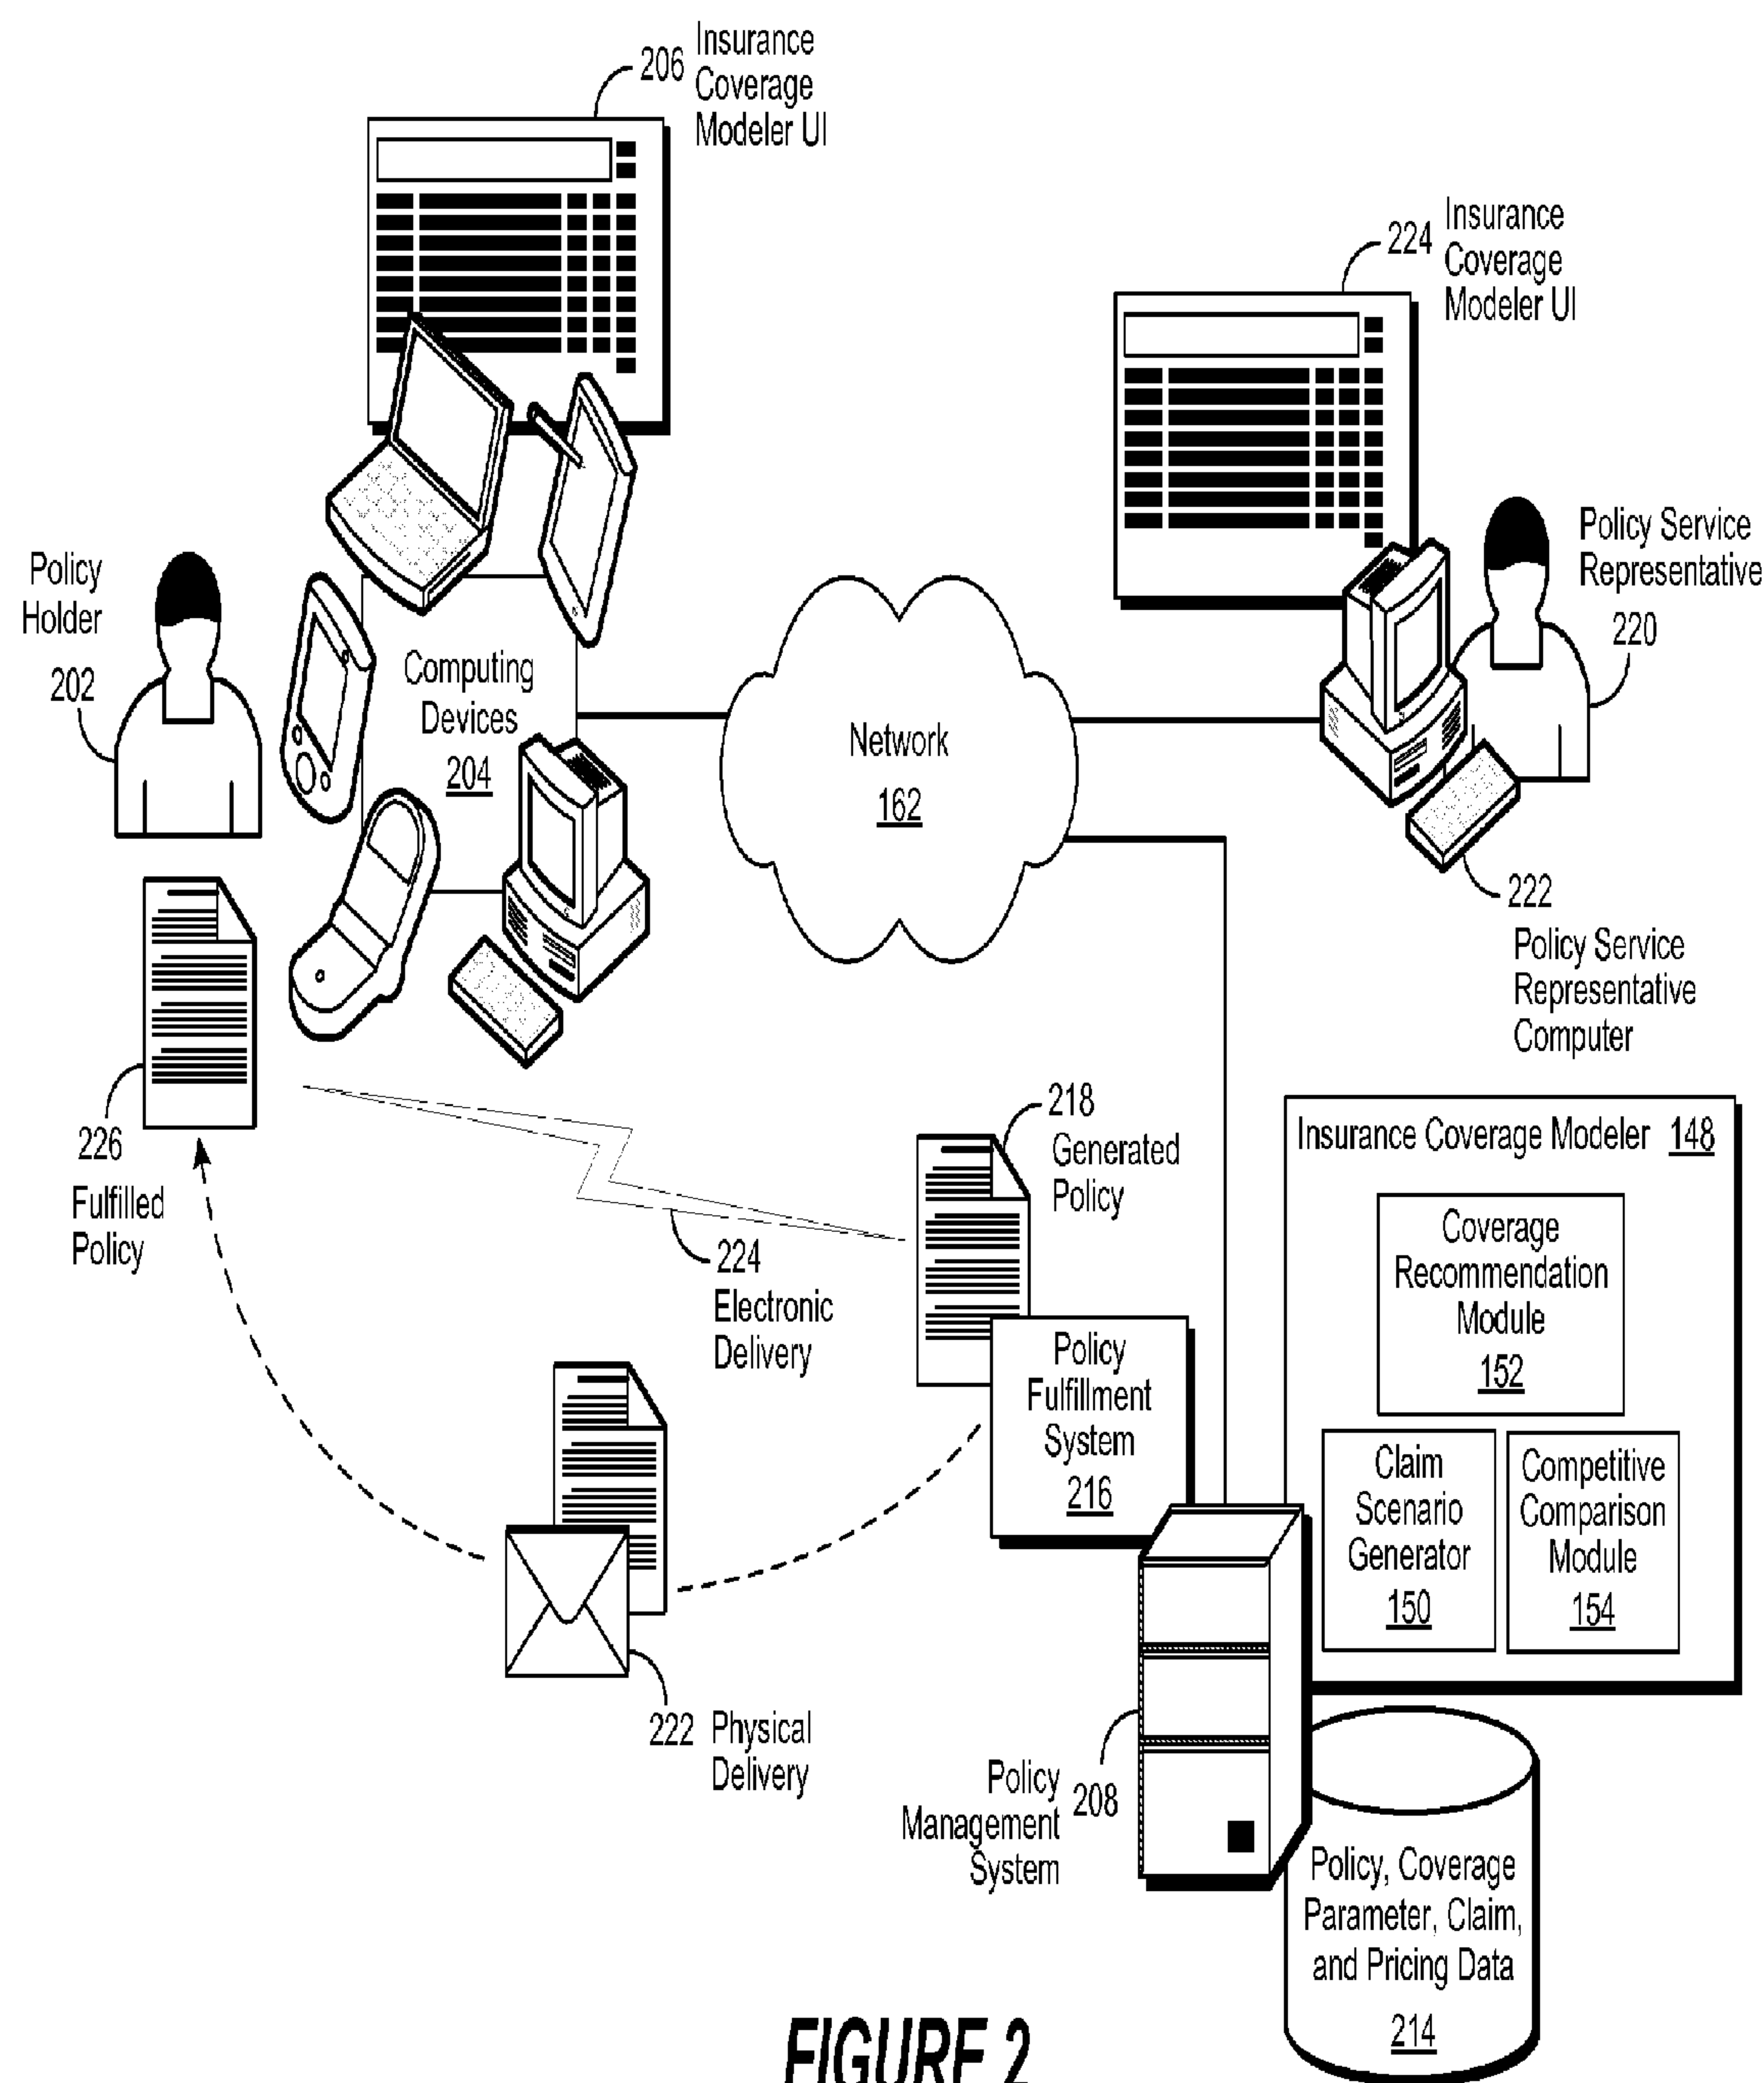 206
Insurance
Coverage
Modeler UI
224
Insurance
Coverage
Modeler UI
Policy
Holder
202
Computing
Devices
204
Network
162
Policy Service
Representative
220
222
Policy Service
Representative
Computer
226
Fulfilled
Policy
218
Generated
Policy
224
Electronic
Delivery
Policy
Fulfillment
System
216
Insurance Coverage Modeler 148
Coverage
Recommendation
Module
152
Claim
Scenario
Generator
150
Competitive
Comparison
Module
154
222 Physical
Delivery
Policy
Management
System
208
Policy, Coverage
Parameter, Claim,
and Pricing Data
214
FIGURE 2